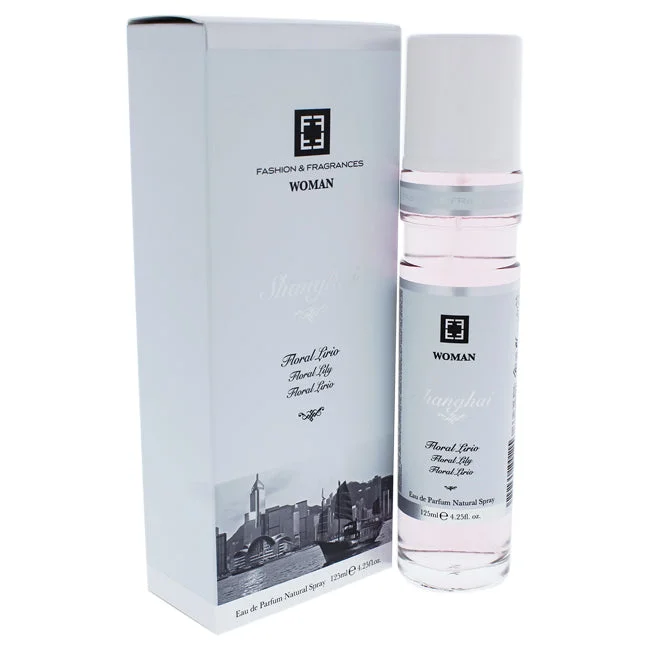 FASHION & FRAGRANCES
WOMAN
Shanghai
Floral Lirio
Floral Lily
Floral Lirio
Eau de Parfum Natural Spray 125ml e 4.25fl.oz.
WOMAN
Shanghai
Floral Lirio
Floral Lily
Floral Lirio
Eau de Parfum Natural Spray
125ml e 4.25fl. oz.